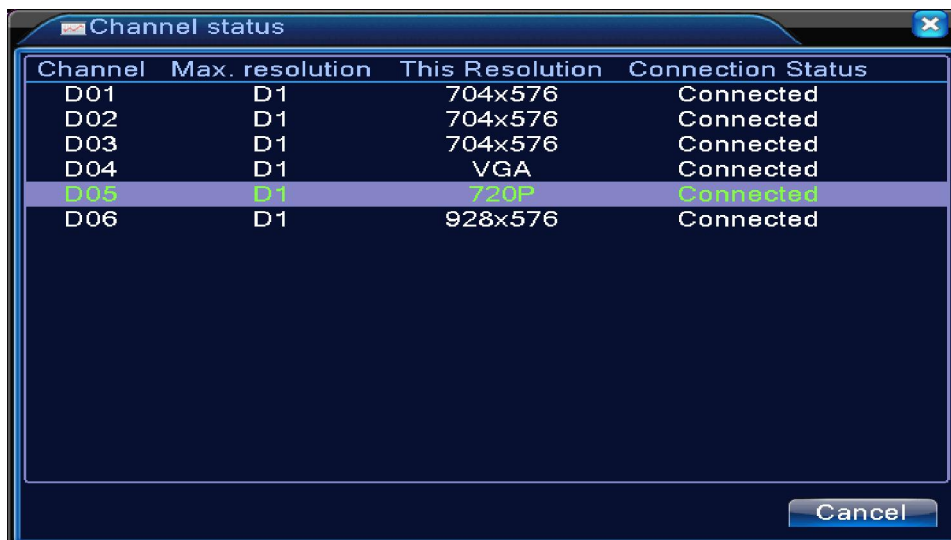 Channel status
Channel Max. resolution This Resolution Connection Status
D01 D1 704x576 Connected
D02 D1 704x576 Connected
D03 D1 704x576 Connected
D04 D1 VGA Connected
D05 D1 720P Connected
D06 D1 928x576 Connected
Cancel